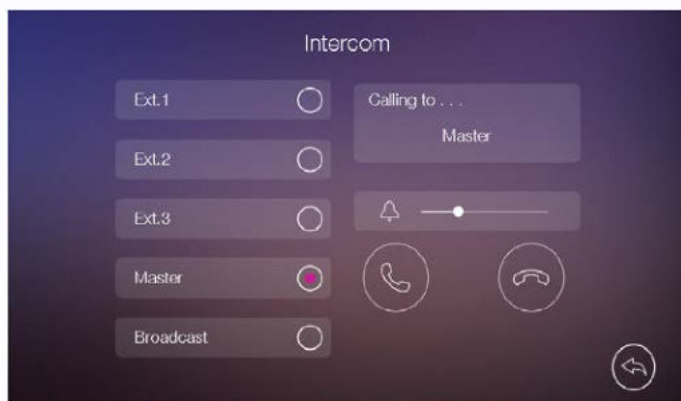 Intercom
Ext.1
Ext.2
Ext.3
Master
Broadcast
Calling to . . .
Master